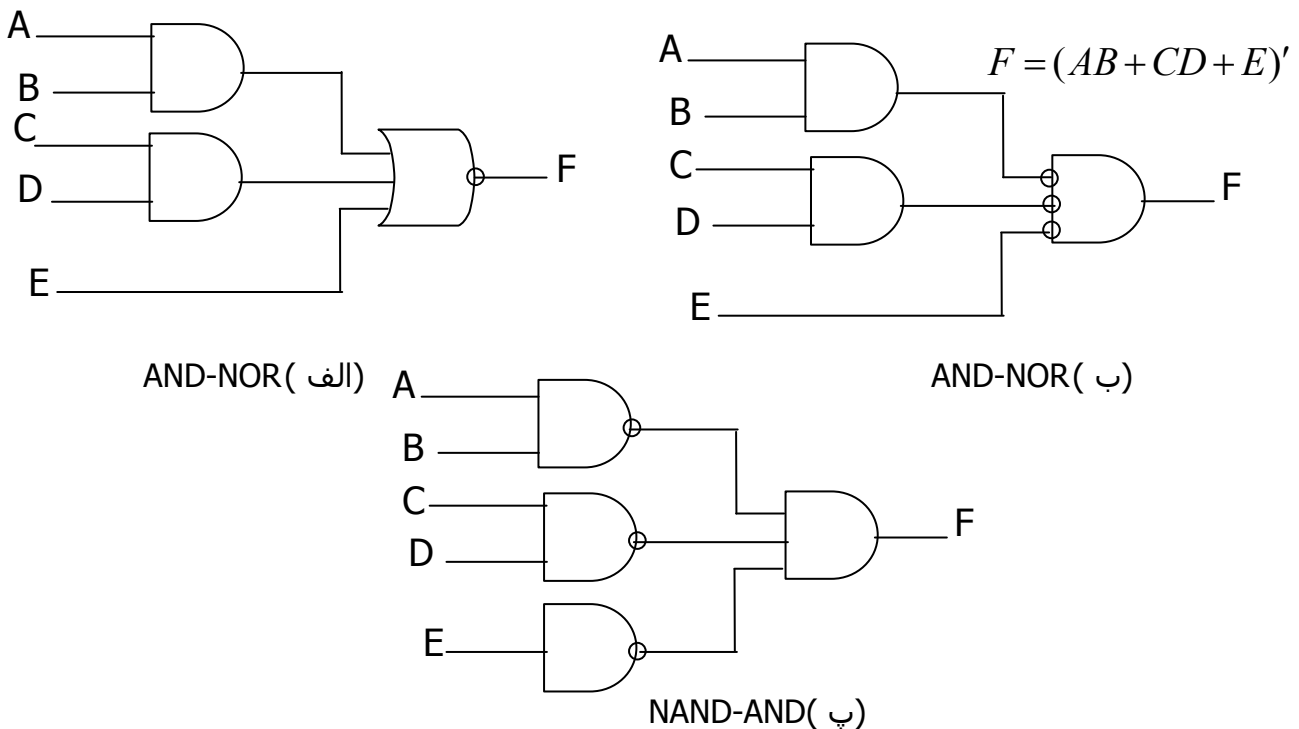 A
B
C
D
E
F
AND-NOR( الف)
A
B
C
D
E
F = (AB + CD + E)′
F
AND-NOR( ب)
A
B
C
D
E
F
NAND-AND( پ)